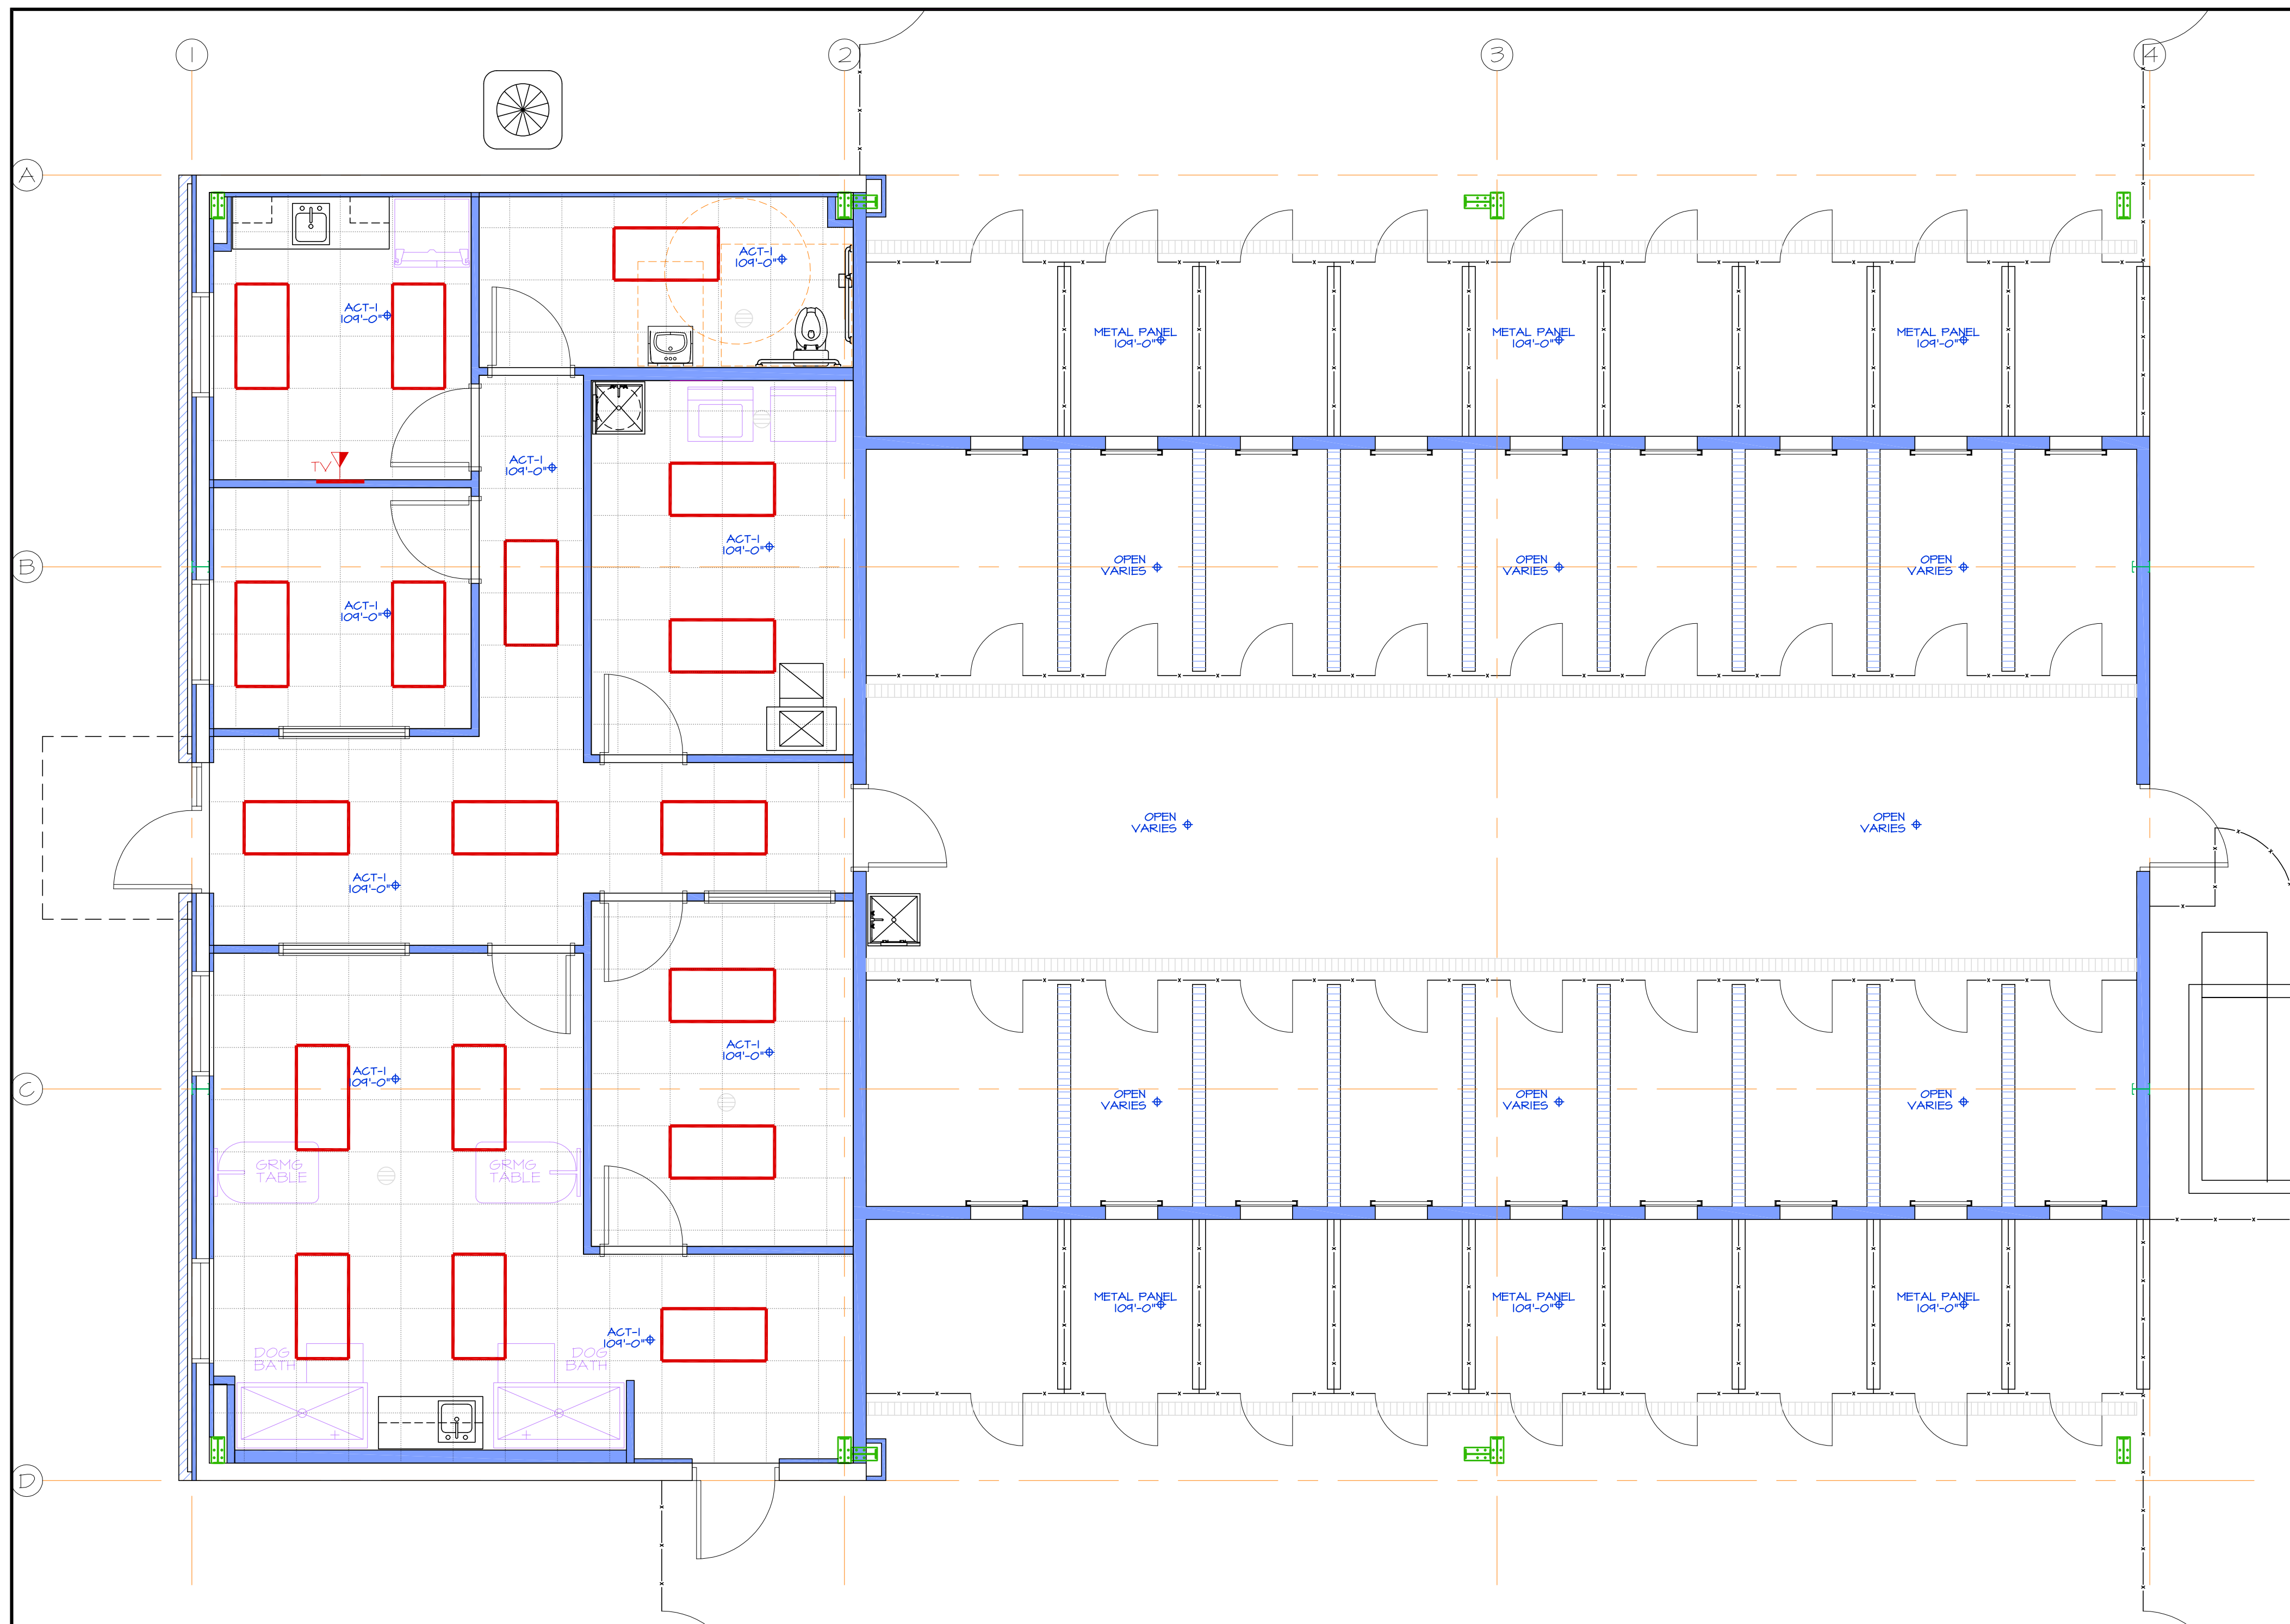 1
2
3
4
A
ACT-1
109'-0"
ACT-1
109'-0"
METAL PANEL
109'-0"
METAL PANEL
109'-0"
METAL PANEL
109'-0"
TV
ACT-1
109'-0"
ACT-1
109'-0"
B
OPEN
VARIES
OPEN
VARIES
OPEN
VARIES
ACT-1
109'-0"
OPEN
VARIES
OPEN
VARIES
ACT-1
109'-0"
ACT-1
109'-0"
ACT-1
109'-0"
C
OPEN
VARIES
OPEN
VARIES
OPEN
VARIES
GRMG
TABLE
GRMG
TABLE
METAL PANEL
109'-0"
METAL PANEL
109'-0"
METAL PANEL
109'-0"
ACT-1
109'-0"
DOG
BATH
DOG
BATH
D